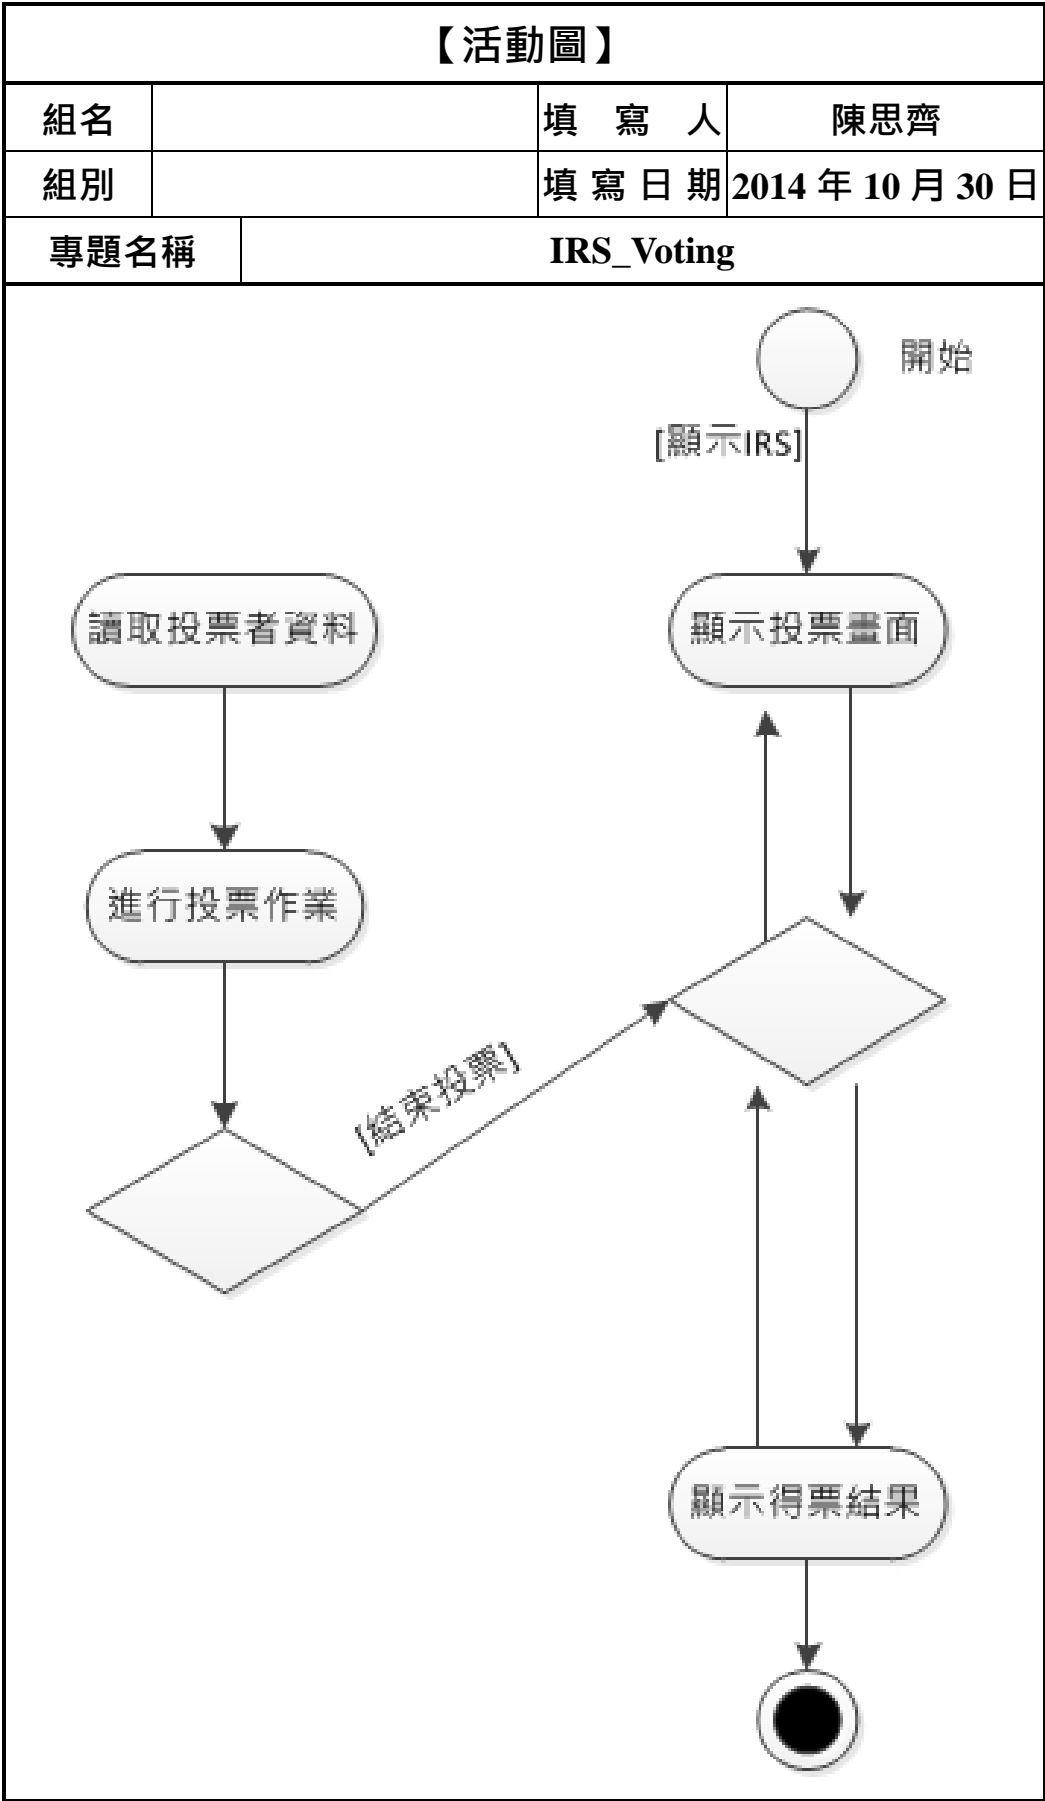 【活動圖】
組名 填寫人 陳思齊
組別 填寫日期 2014 年 10 月 30 日
專題名稱 IRS_Voting
開始
[顯示IRS]
讀取投票者資料 顯示投票畫面
進行投票作業
[結束投票]
顯示得票結果